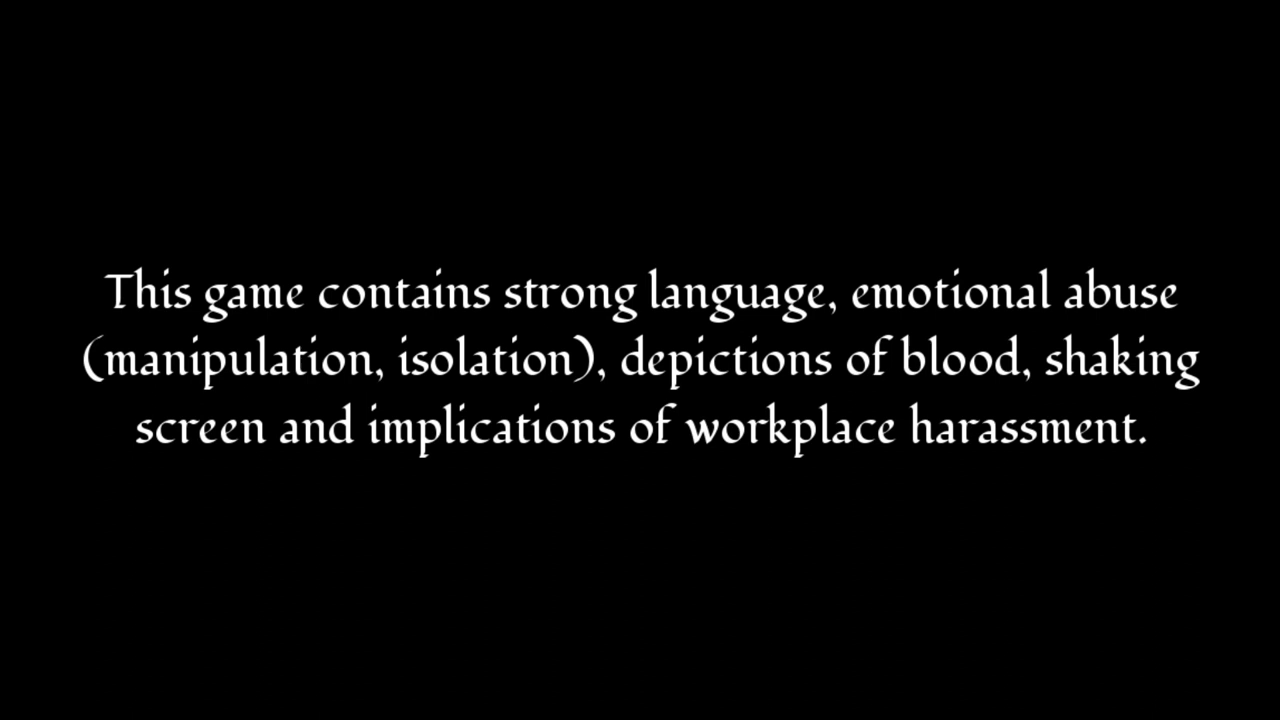 This game contains strong language, emotional abuse
(manipulation, isolation), depictions of blood, shaking
screen and implications of workplace harassment.